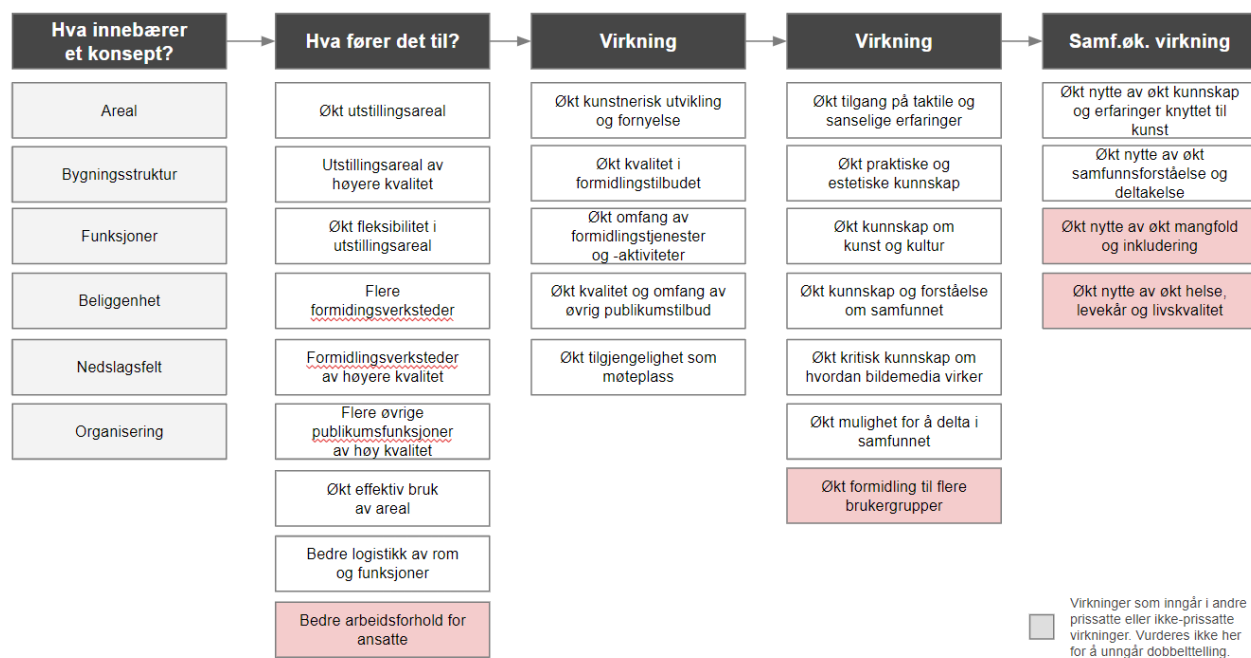 Hva innebærer
et konsept?
Areal
Bygningsstruktur
Funksjoner
Beliggenhet
Nedslagsfelt
Organisering
Hva fører det til?
Økt utstillingsareal
Utstillingsareal av
høyere kvalitet
Økt fleksibilitet i
utstillingsareal
Flere
formidingsverksteder
Formidlingsverksteder
av høyere kvalitet
Flere øvrige
publikumsfunksjoner
av høy kvalitet
Økt effektiv bruk
av areal
Bedre logistikk av rom
og funksjoner
Bedre arbeidsforhold for
ansatte
Virkning
Økt kunstnerisk utvikling
og fornyelse
Økt kvalitet i
formidlingstilbudet
Økt omfang av
formidlingstjenester
og -aktiviteter
Økt kvalitet og omfang av
øvrig publikumstilbud
Økt tilgjengelighet som
møteplass
Virkning
Økt tilgang på taktile og
sanselige erfaringer
Økt praktiske og
estetiske kunnskap
Økt kunnskap om
kunst og kultur
Økt kunnskap og forståelse
om samfunnet
Økt kritisk kunnskap om
hvordan bildemedia virker
Økt mulighet for å delta i
samfunnet
Økt formidling til flere
brukergrupper
Samf.øk. virkning
Økt nytte av økt kunnskap
og erfaringer knyttet til
kunst
Økt nytte av økt
samfunnsforståelse og
deltakelse
Økt nytte av økt mangfold
og inkludering
Økt nytte av økt helse,
levekår og livskvalitet
Virkninger som inngår i andre
prissatte eller ikke-prissatte
virkninger. Vurderes ikke her
for å unngår dobbelttelling.